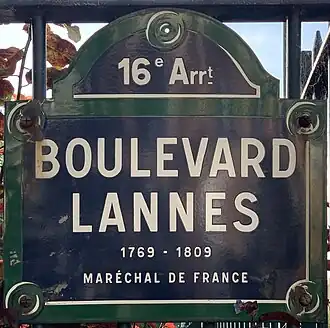 16e Arrt
BOULEVARD
LANNES
1769 - 1809
MARÉCHAL DE FRANCE